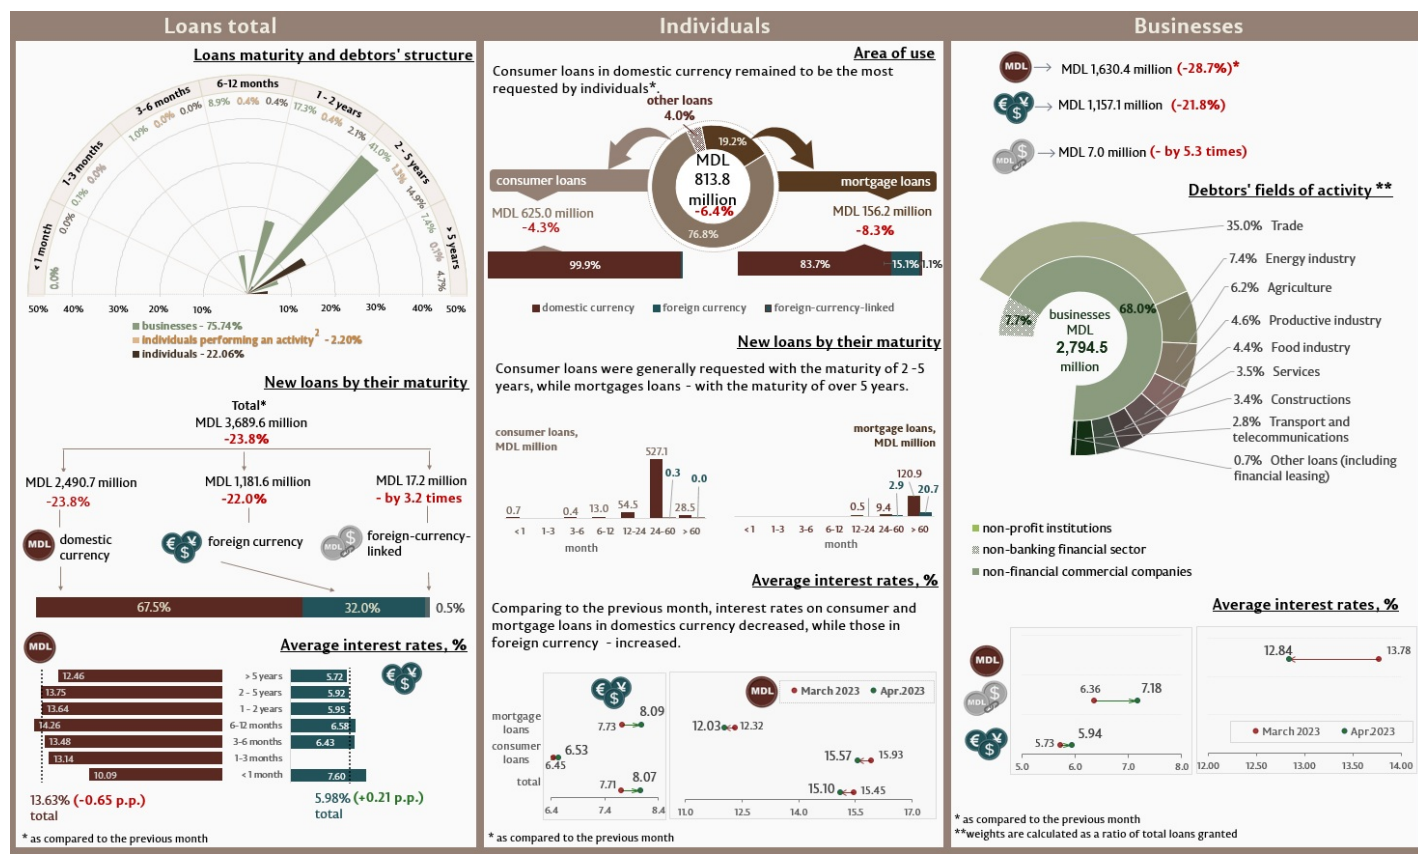 Loans total
Loans maturity and debtors' structure
< 1 month
1-3 months
3-6 months
6-12 months
1 - 2 years
2 - 5 years
> 5 years
0.0%
0.0%
0.1%
0.0%
1.0%
0.0%
0.0%
8.9%
0.4%
0.4%
17.3%
0.4%
2.1%
41.0%
1.3%
14.9%
7.4%
0.1%
4.7%
50% 40% 30% 20% 10% 10% 20% 30% 40% 50%
businesses - 75.74%
individuals performing an activity 2 - 2.20%
individuals - 22.06%
New loans by their maturity
Total*
MDL 3,689.6 million
-23.8%
MDL 2,490.7 million
-23.8%
MDL 1,181.6 million
-22.0%
MDL 17.2 million
- by 3.2 times
MDL
domestic
currency
€ ¥ $
foreign currency
MDL $
foreign-currency-
linked
67.5% 32.0% 0.5%
MDL
Average interest rates, %
€ ¥ $
12.46 > 5 years 5.72
13.75 2 - 5 years 5.92
13.64 1 - 2 years 5.95
14.26 6-12 months 6.58
13.48 3-6 months 6.43
13.14 1-3 months
10.09 < 1 month 7.60
13.63% (-0.65 p.p.)
total
5.98% (+0.21 p.p.)
total
* as compared to the previous month
Individuals
Area of use
Consumer loans in domestic currency remained to be the most
requested by individuals*.
other loans
4.0%
19.2%
MDL
813.8
million
-6.4%
76.8%
consumer loans
MDL 625.0 million
-4.3%
mortgage loans
MDL 156.2 million
-8.3%
99.9%
83.7% 15.1% 1.1%
domestic currency foreign currency foreign-currency-linked
New loans by their maturity
Consumer loans were generally requested with the maturity of 2 -5
years, while mortgages loans - with the maturity of over 5 years.
consumer loans,
MDL million
0.7 0.4 13.0 54.5 527.1 0.3 28.5 0.0
< 1 1-3 3-6 6-12 12-24 24-60 > 60
month
mortgage loans,
MDL million
0.5 9.4 2.9 120.9 20.7
< 1 1-3 3-6 6-12 12-24 24-60 > 60
month
Average interest rates, %
Comparing to the previous month, interest rates on consumer and
mortgage loans in domestics currency decreased, while those in
foreign currency - increased.
€ ¥ $
MDL
March 2023 Apr.2023
mortgage
loans
7.73 8.09
12.03 12.32
consumer
loans
6.45 6.53
15.57 15.93
total
7.71 8.07
15.10 15.45
6.4 7.4 8.4
11.0 12.5 14.0 15.5 17.0
* as compared to the previous month
Businesses
MDL
MDL 1,630.4 million (-28.7%)*
€ ¥ $
MDL 1,157.1 million (-21.8%)
MDL $
MDL 7.0 million (- by 5.3 times)
Debtors' fields of activity **
businesses
MDL
2,794.5
million
68.0%
7.7%
35.0% Trade
7.4% Energy industry
6.2% Agriculture
4.6% Productive industry
4.4% Food industry
3.5% Services
3.4% Constructions
2.8% Transport and
telecommunications
0.7% Other loans (including
financial leasing)
non-profit institutions
non-banking financial sector
non-financial commercial companies
Average interest rates, %
MDL
12.84 13.78
MDL $
6.36 7.18
€ ¥ $
5.73 5.94
March 2023 Apr.2023
5.0 6.0 7.0 8.0
12.00 12.50 13.00 13.50 14.00
* as compared to the previous month
**weights are calculated as a ratio of total loans granted